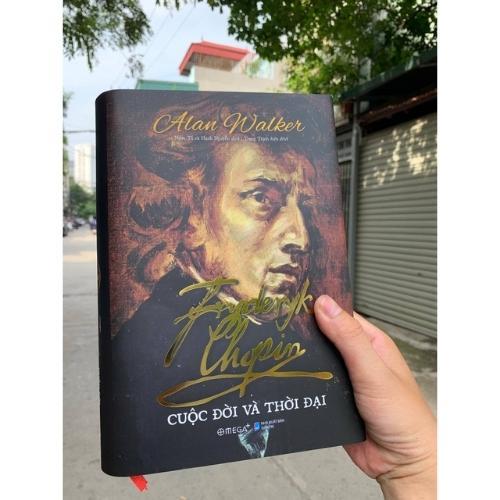 Alan Walker
Fryderyk
Chopin
CUỘC ĐỜI VÀ THỜI ĐẠI
OMEGA+